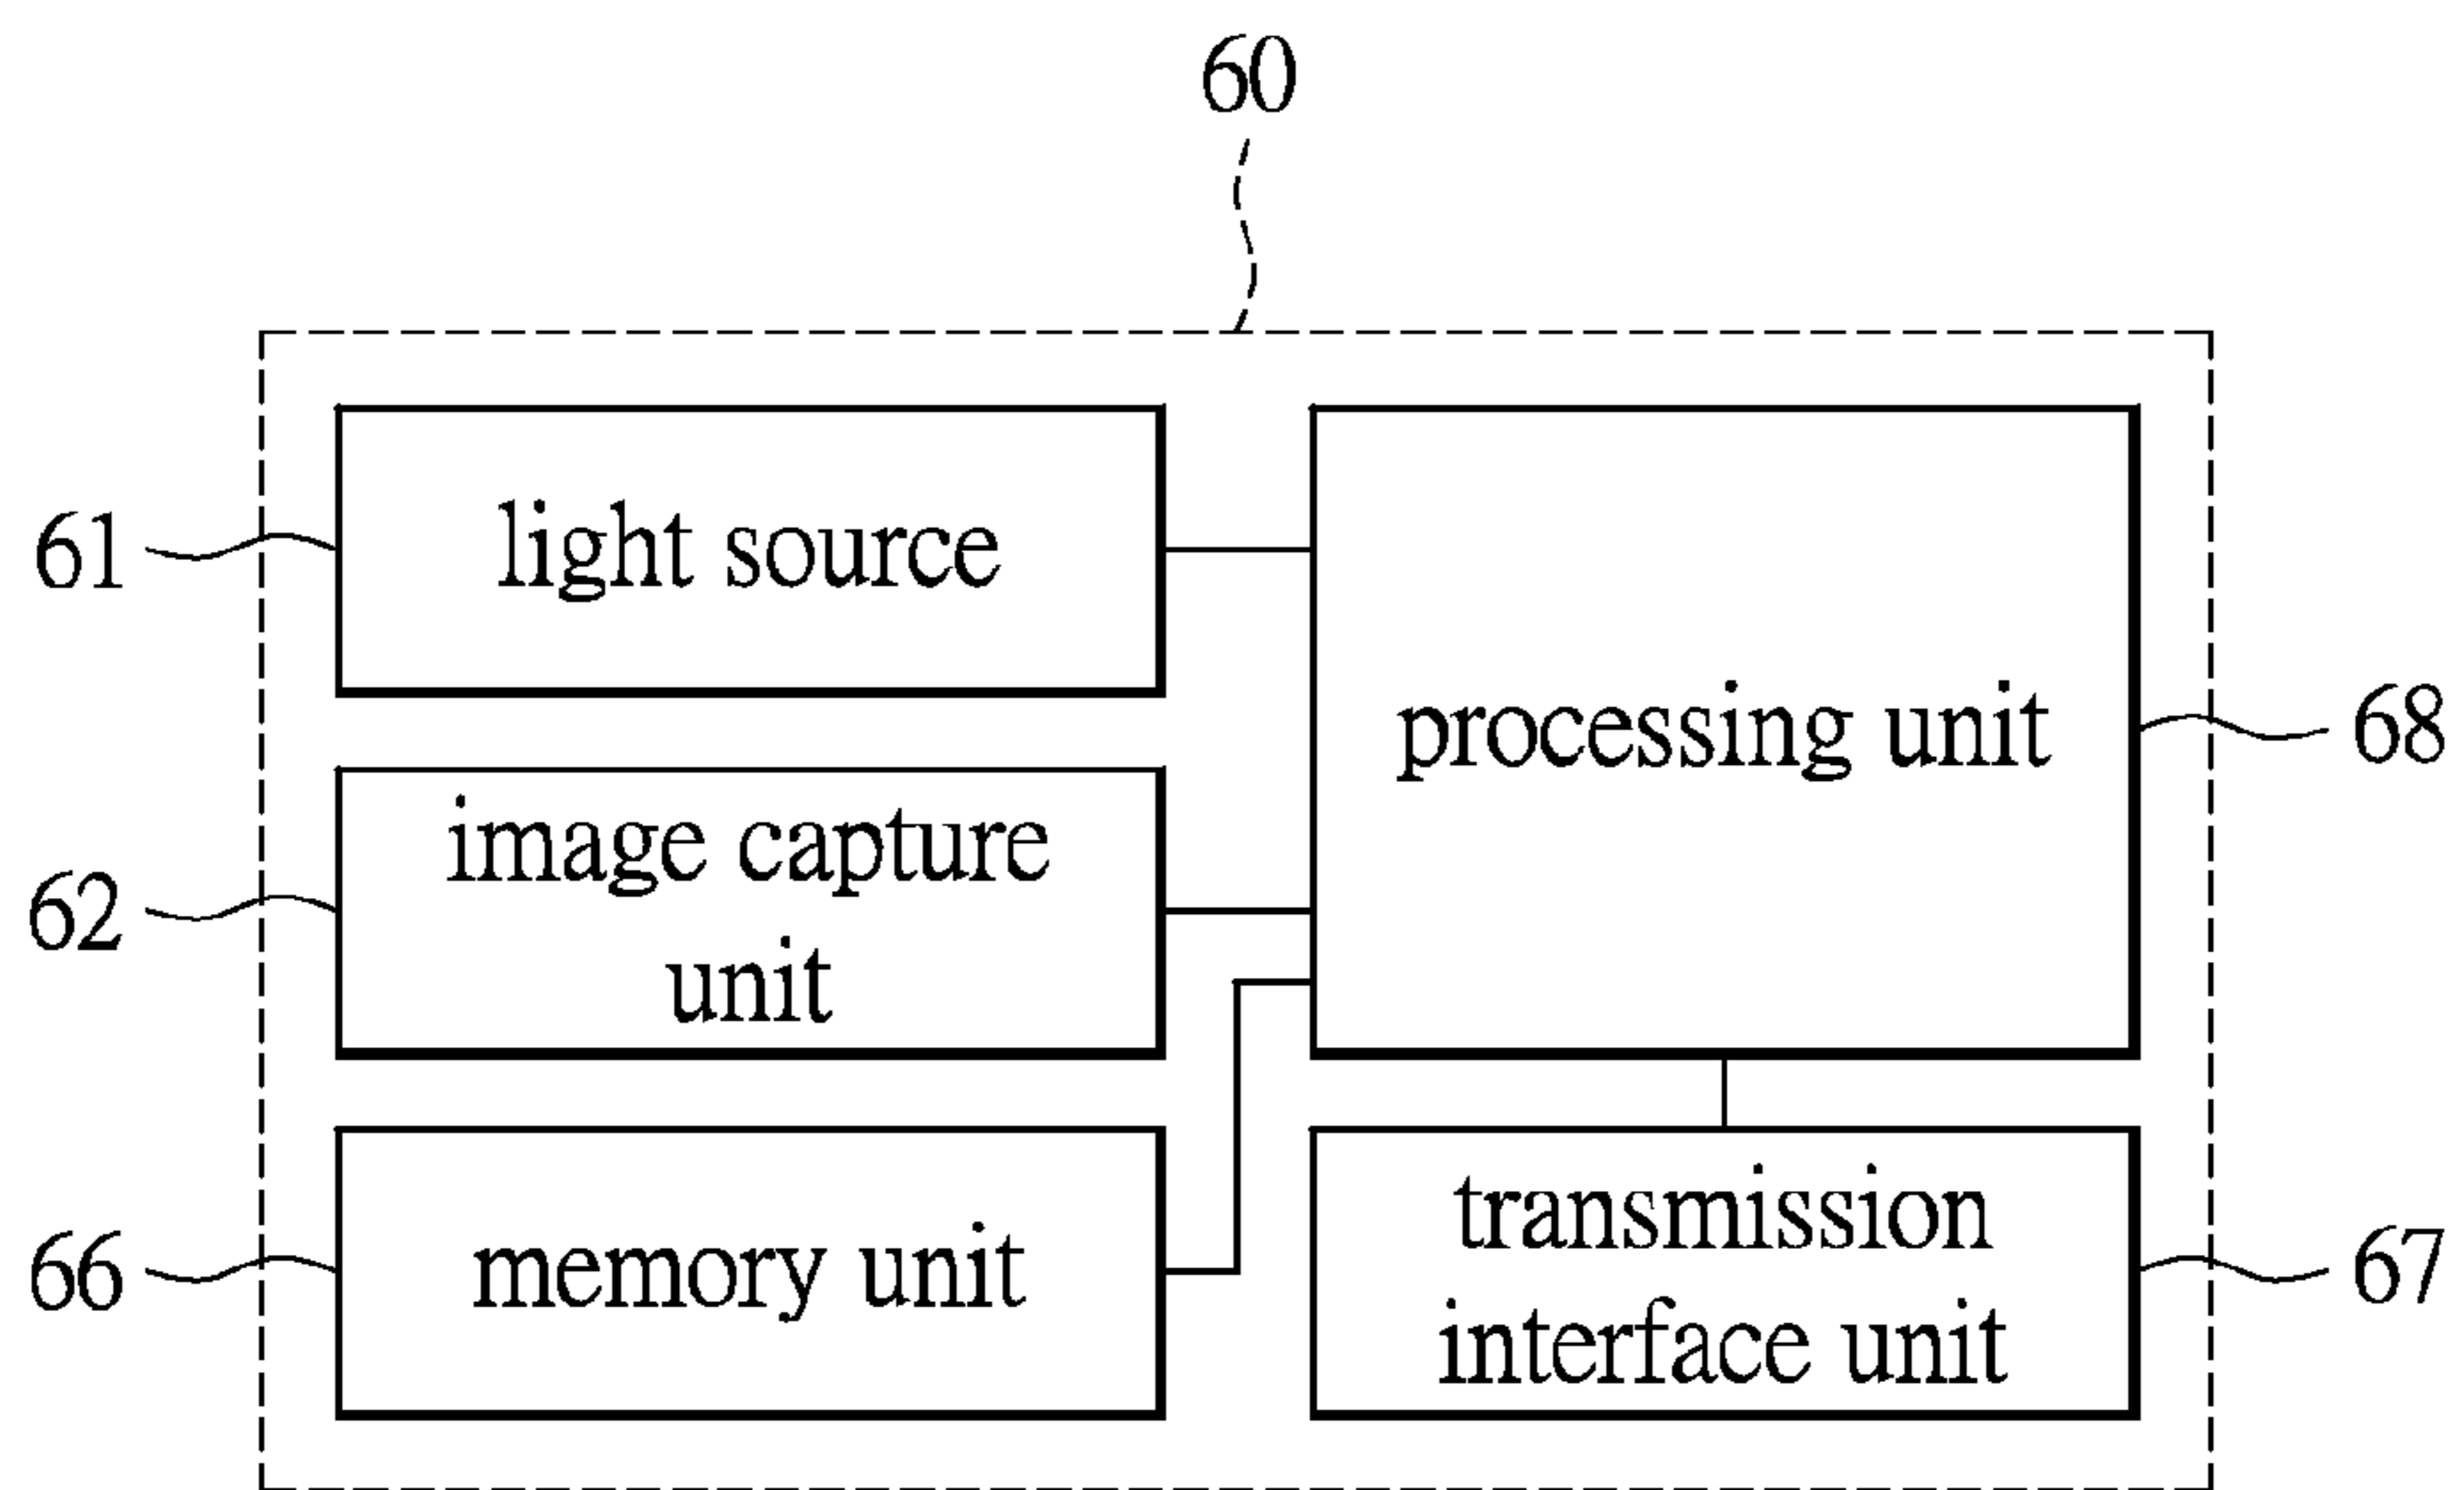 60
61
light source
processing unit
68
62
image capture
unit
66
memory unit
transmission
interface unit
67